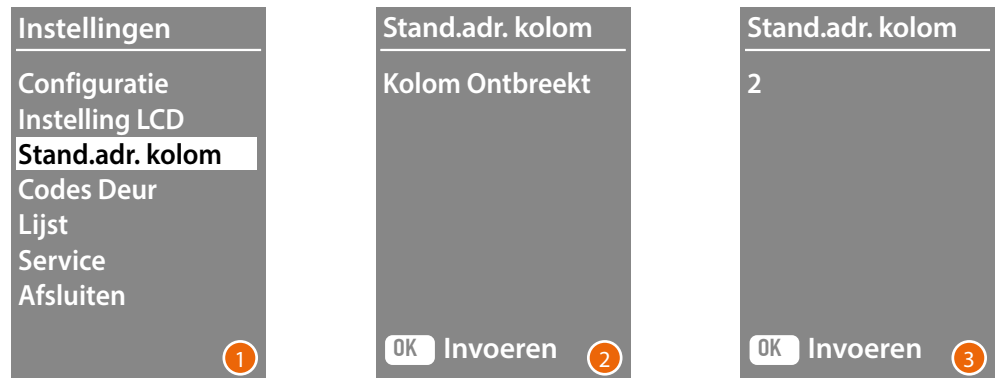 Instellingen
Configuratie
Instelling LCD
Stand.adr. kolom
Codes Deur
Lijst
Service
Afsluiten
1
Stand.adr. kolom
Kolom Ontbreekt
OK Invoeren
2
Stand.adr. kolom
2
OK Invoeren
3